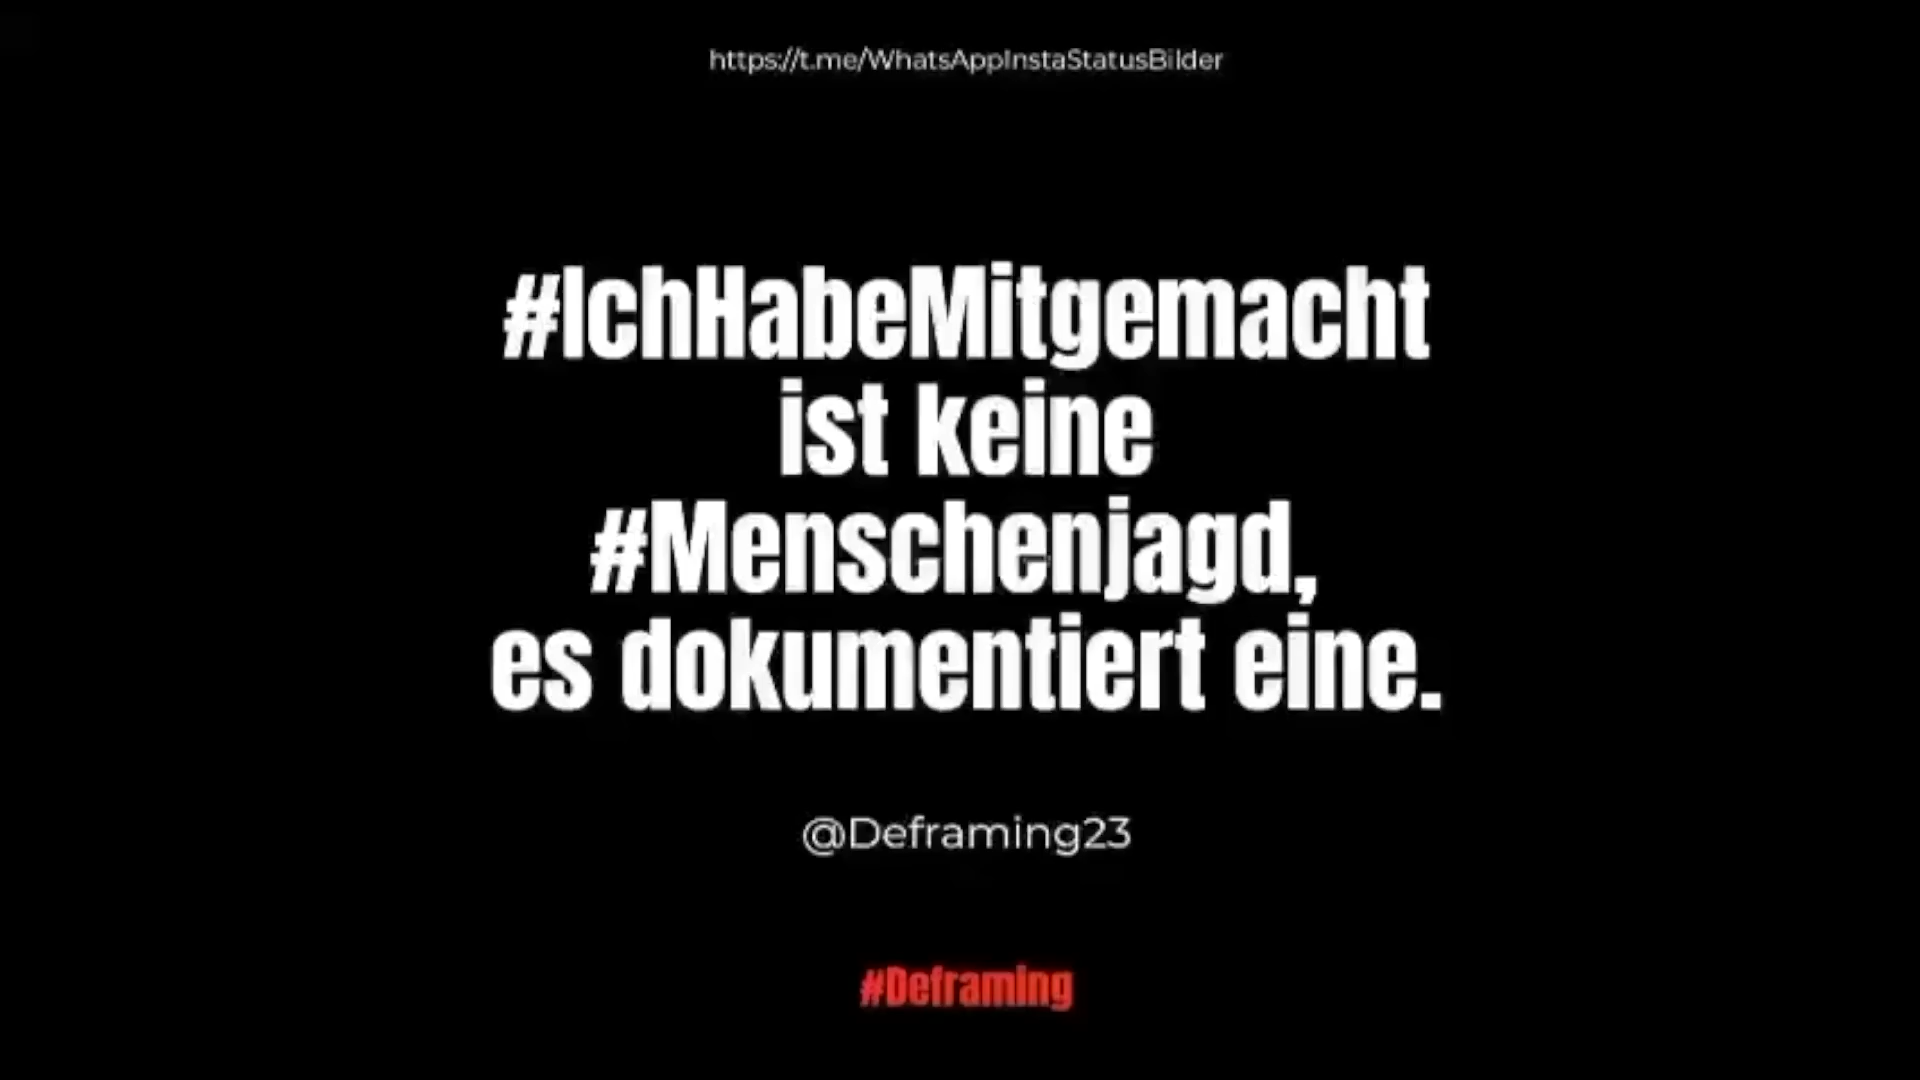 https://t.me/WhatsAppInstaStatusBilder
#IchHabeMitgemacht
ist keine
#Menschenjagd,
es dokumentiert eine.
@Deframing23
#Deframing